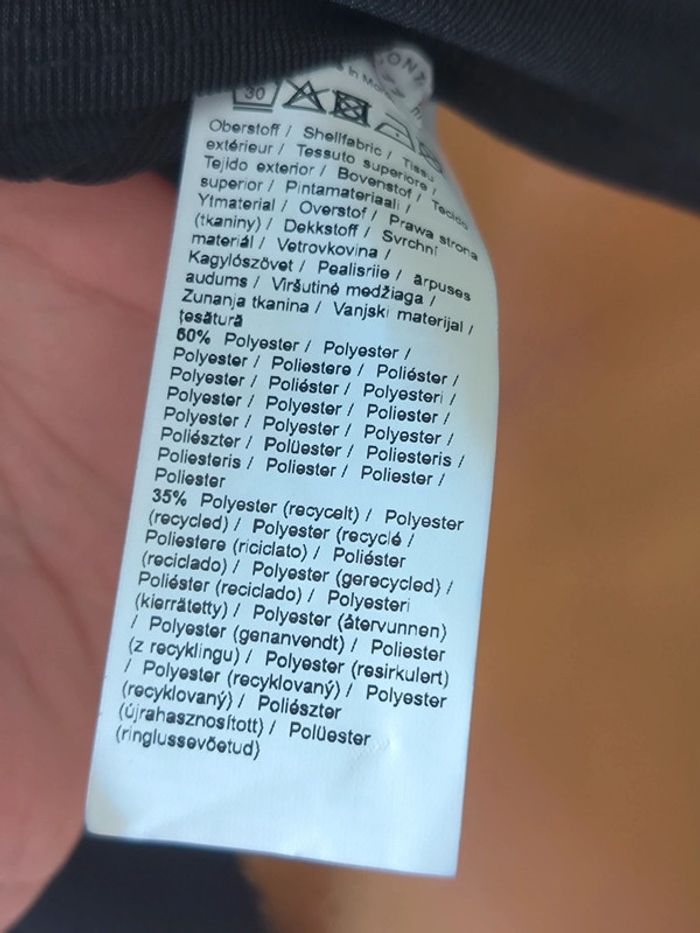 30
Oberstoff / Shellfabric / Tissu
extérieur / Tessuto superiore /
Tejido exterior / Bovenstof / Tecido
superior / Pintamateriaali /
Ytmaterial / Overstof / Prawa strona
(tkaniny) / Dekkstoff / Svrchní
materiál / Vetrovkovina /
Kagylószövet / Pealisriie / ārpuses
audums / Viršutinė medžiaga /
Zunanja tkanina / Vanjski materijal /
țesătură
60% Polyester / Polyester /
Polyester / Poliestere / Poliéster /
Polyester / Poliéster / Polyesteri /
Polyester / Polyester / Poliester /
Polyester / Polyester / Polyester /
Poliészter / Polüester / Poliesteris /
Poliesteris / Poliester / Poliester /
Poliester
35% Polyester (recycelt) / Polyester
(recycled) / Polyester (recyclé /
Poliestere (riciclato) / Poliéster
(reciclado) / Polyester (gerecycled) /
Poliéster (reciclado) / Polyesteri
(kierrätetty) / Polyester (återvunnen)
/ Polyester (genanvendt) / Poliester
(z recyklingu) / Polyester (resirkulert)
/ Polyester (recyklovaný) / Polyester
(recyklovaný) / Poliészter
(újrahasznosított) / Polüester
(ringlussevõetud)